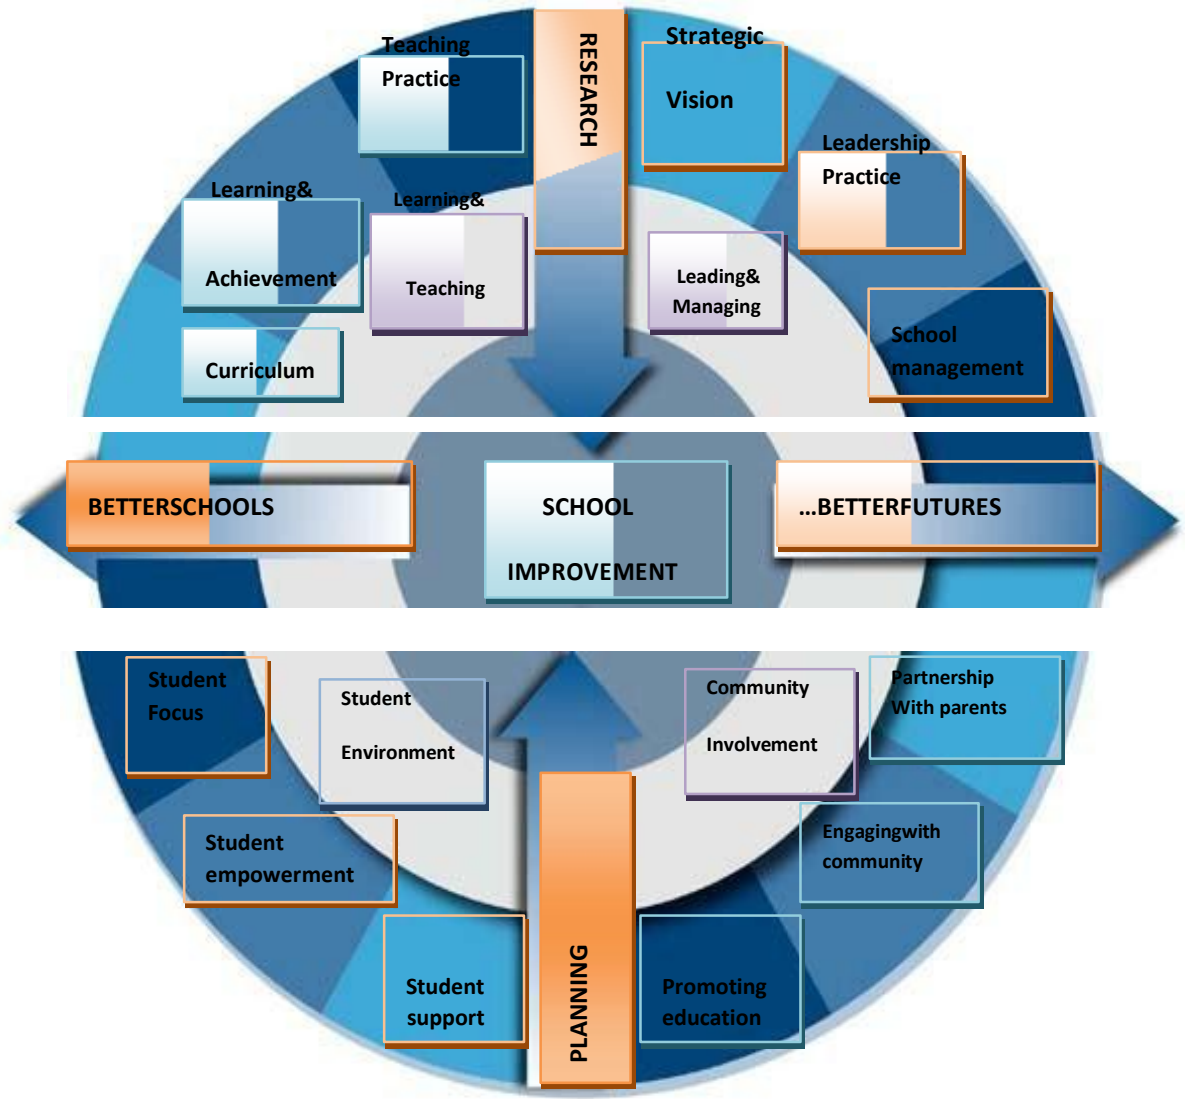 Teaching
Practice
RESEARCH
Strategic
Vision
Leadership
Practice
Learning&
Achievement
Learning&
Teaching
Leading&
Managing
School
management
Curriculum
BETTERSCHOOLS
SCHOOL
IMPROVEMENT
...BETTERFUTURES
Student
Focus
Student
Environment
Community
Involvement
Partnership
With parents
Student
empowerment
Engagingwith
community
Student
support
PLANNING
Promoting
education